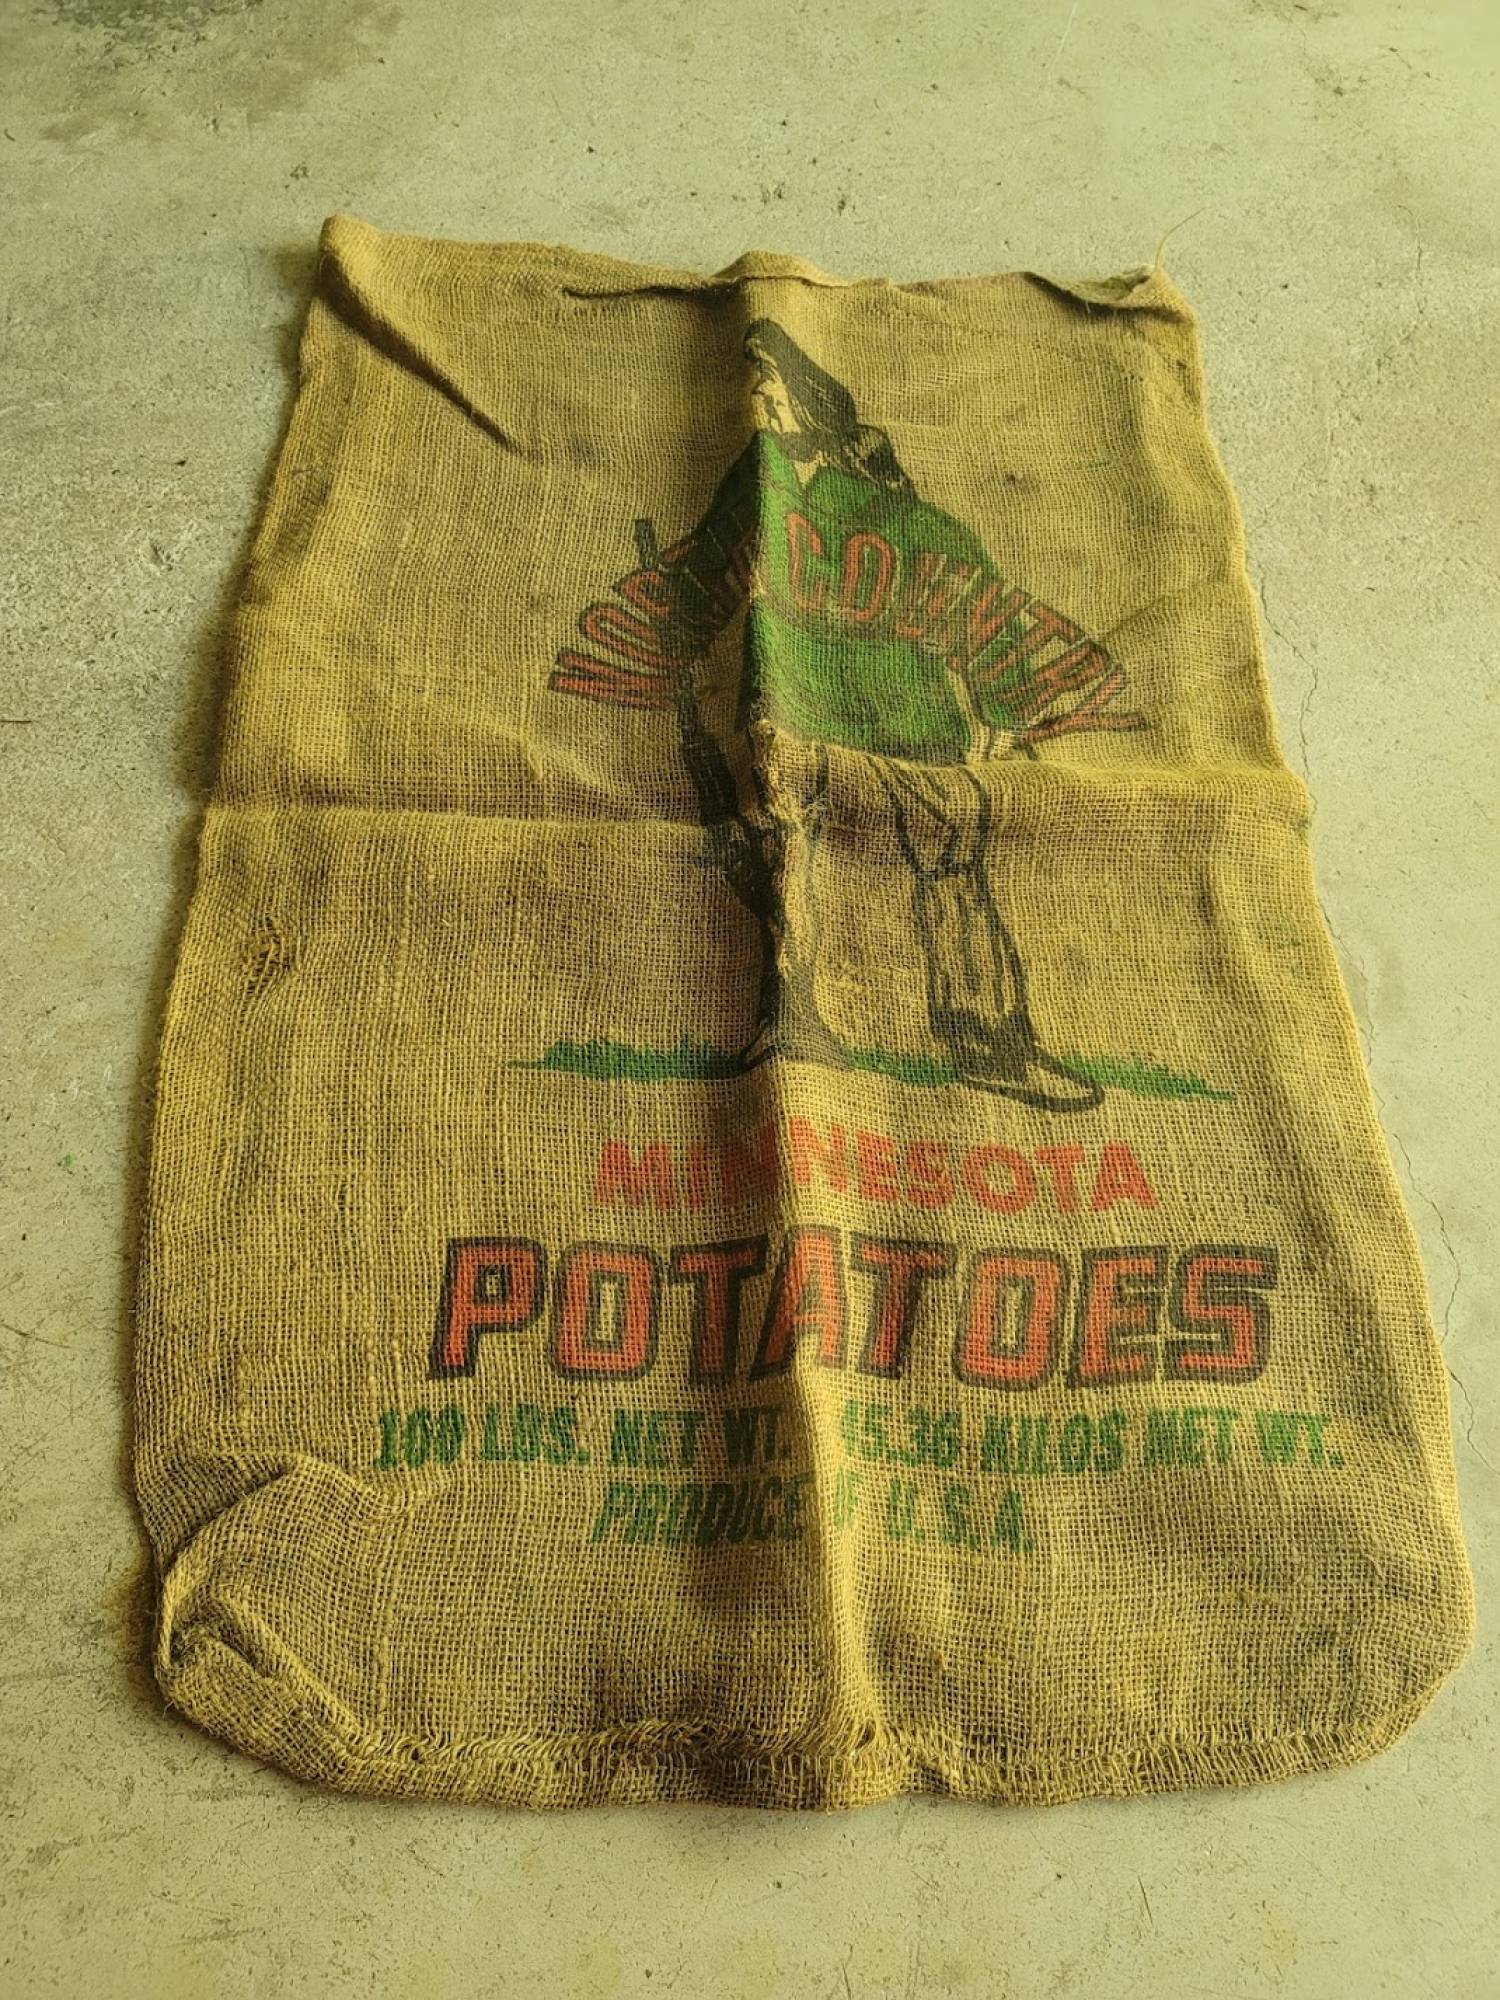 NORTH COUNTRY
MINNESOTA
POTATOES
100 LBS. NET WT. 45.36 KILOS NET WT.
PRODUCE OF U.S.A.